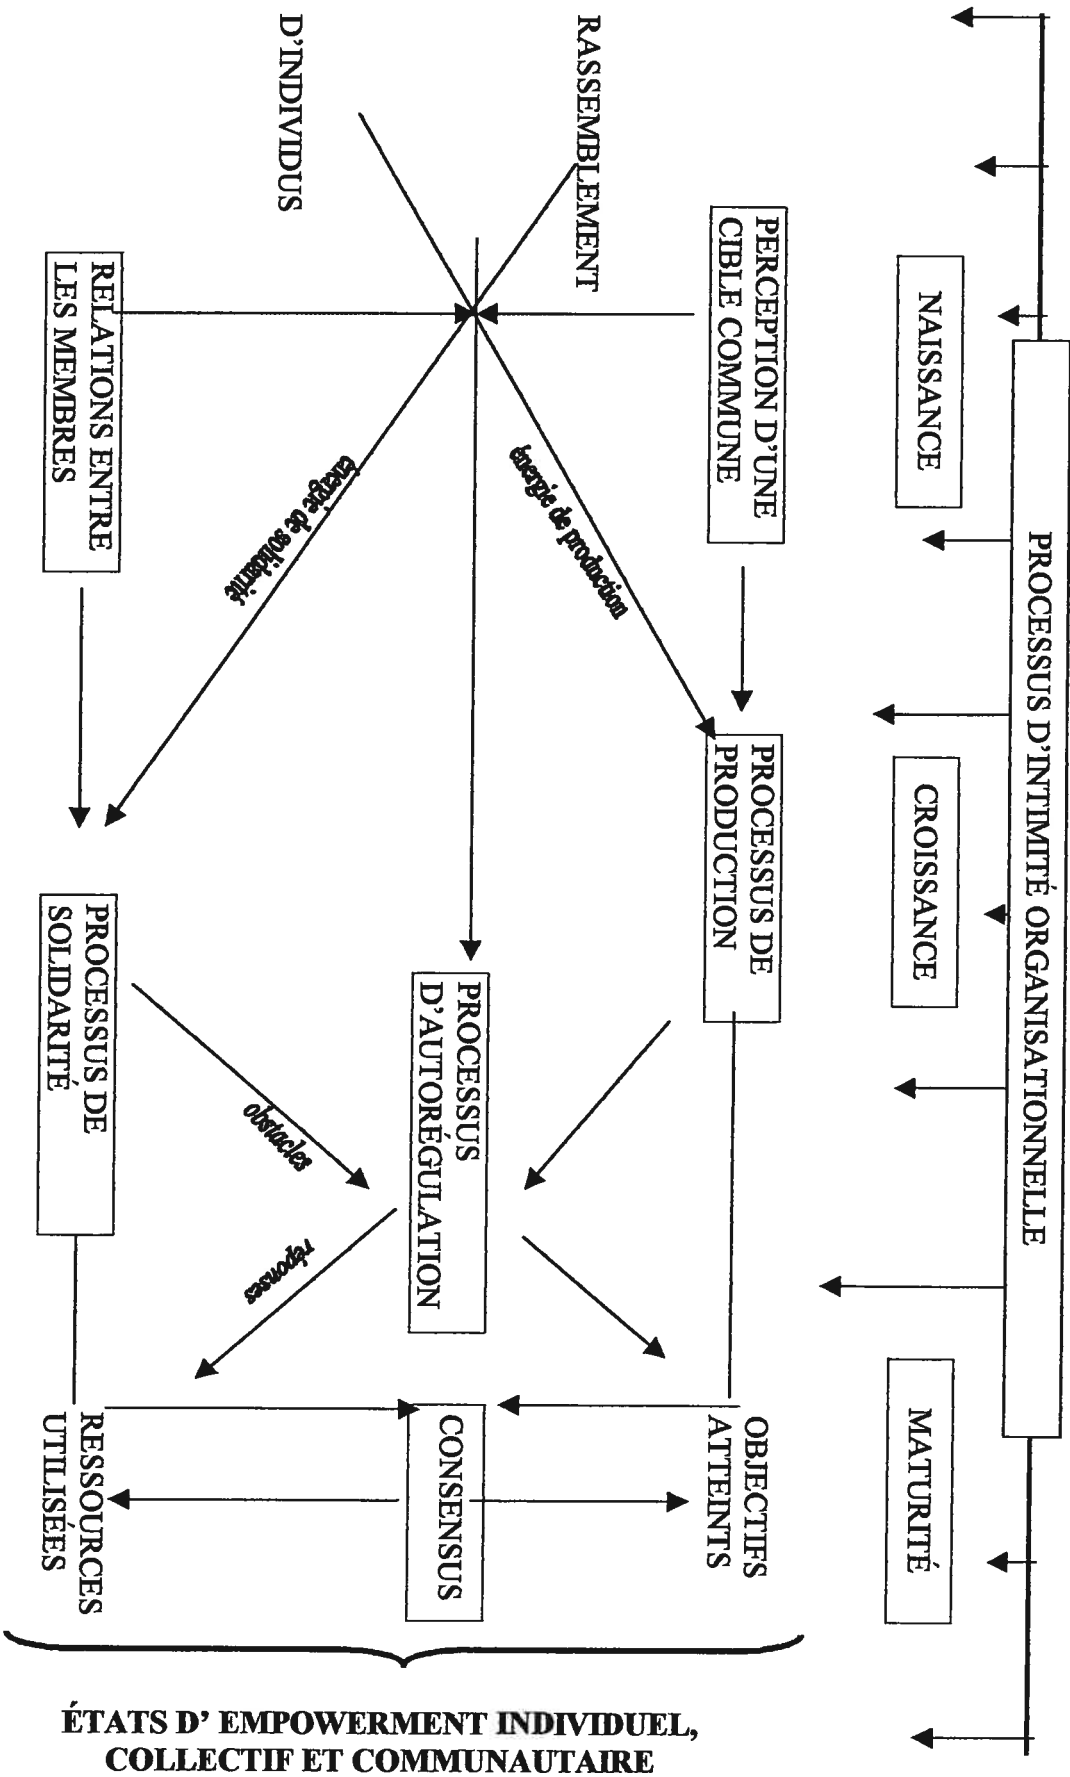 PROCESSUS D'INTIMITÉ ORGANISATIONNELLE
NAISSANCE
CROISSANCE
MATURITÉ
PERCEPTION D'UNE
CIBLE COMMUNE
PROCESSUS DE
PRODUCTION
OBJECTIFS
ATTEINTS
RASSEMBLEMENT
D'INDIVIDUS
énergie de production
énergie de solidarité
PROCESSUS
D'AUTORÉGULATION
CONSENSUS
obstacles
réponses
RELATIONS ENTRE
LES MEMBRES
PROCESSUS DE
SOLIDARITÉ
RESSOURCES
UTILISÉES
ÉTATS D' EMPOWERMENT INDIVIDUEL,
COLLECTIF ET COMMUNAUTAIRE